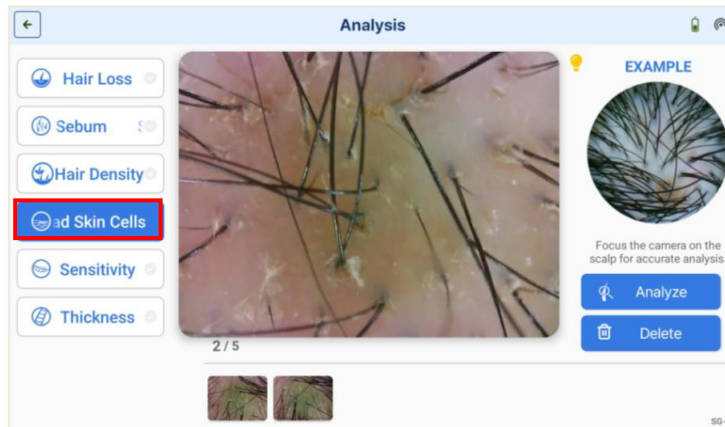 Analysis
Hair Loss
Sebum
Hair Density
ad Skin Cells
Sensitivity
Thickness
2 / 5
EXAMPLE
Focus the camera on the
scalp for accurate analysis.
Analyze
Delete
SG-